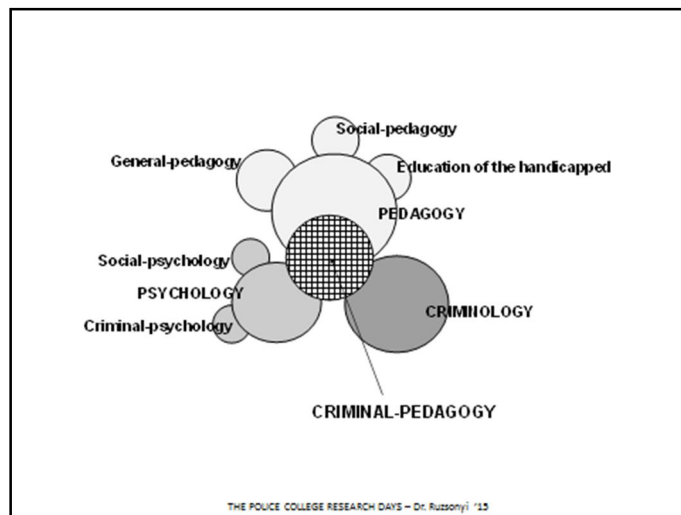 Social-pedagogy
General-pedagogy
Education of the handicapped
PEDAGOGY
Social-psychology
PSYCHOLOGY
CRIMINOLOGY
Criminal-psychology
CRIMINAL-PEDAGOGY
THE POLICE COLLEGE RESEARCH DAYS – Dr. Ruzsonyi '15